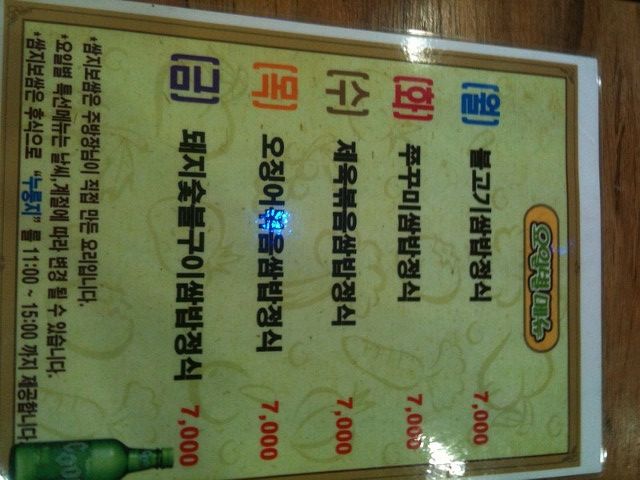 요일별 메뉴
[월] 불고기쌈밥정식 7,000
[화] 쭈꾸미쌈밥정식 7,000
[수] 제육볶음쌈밥정식 7,000
[목] 오징어볶음쌈밥정식 7,000
[금] 돼지숯불구이쌈밥정식 7,000
*쌈지보쌈은 주방장님이 직접 만든 요리입니다.
*요일별 특선메뉴는 날씨,계절에 따라 변경 될 수 있습니다.
*쌈지보쌈은 후식으로 "누룽지" 를 11:00 ~ 15:00 까지 제공합니다.